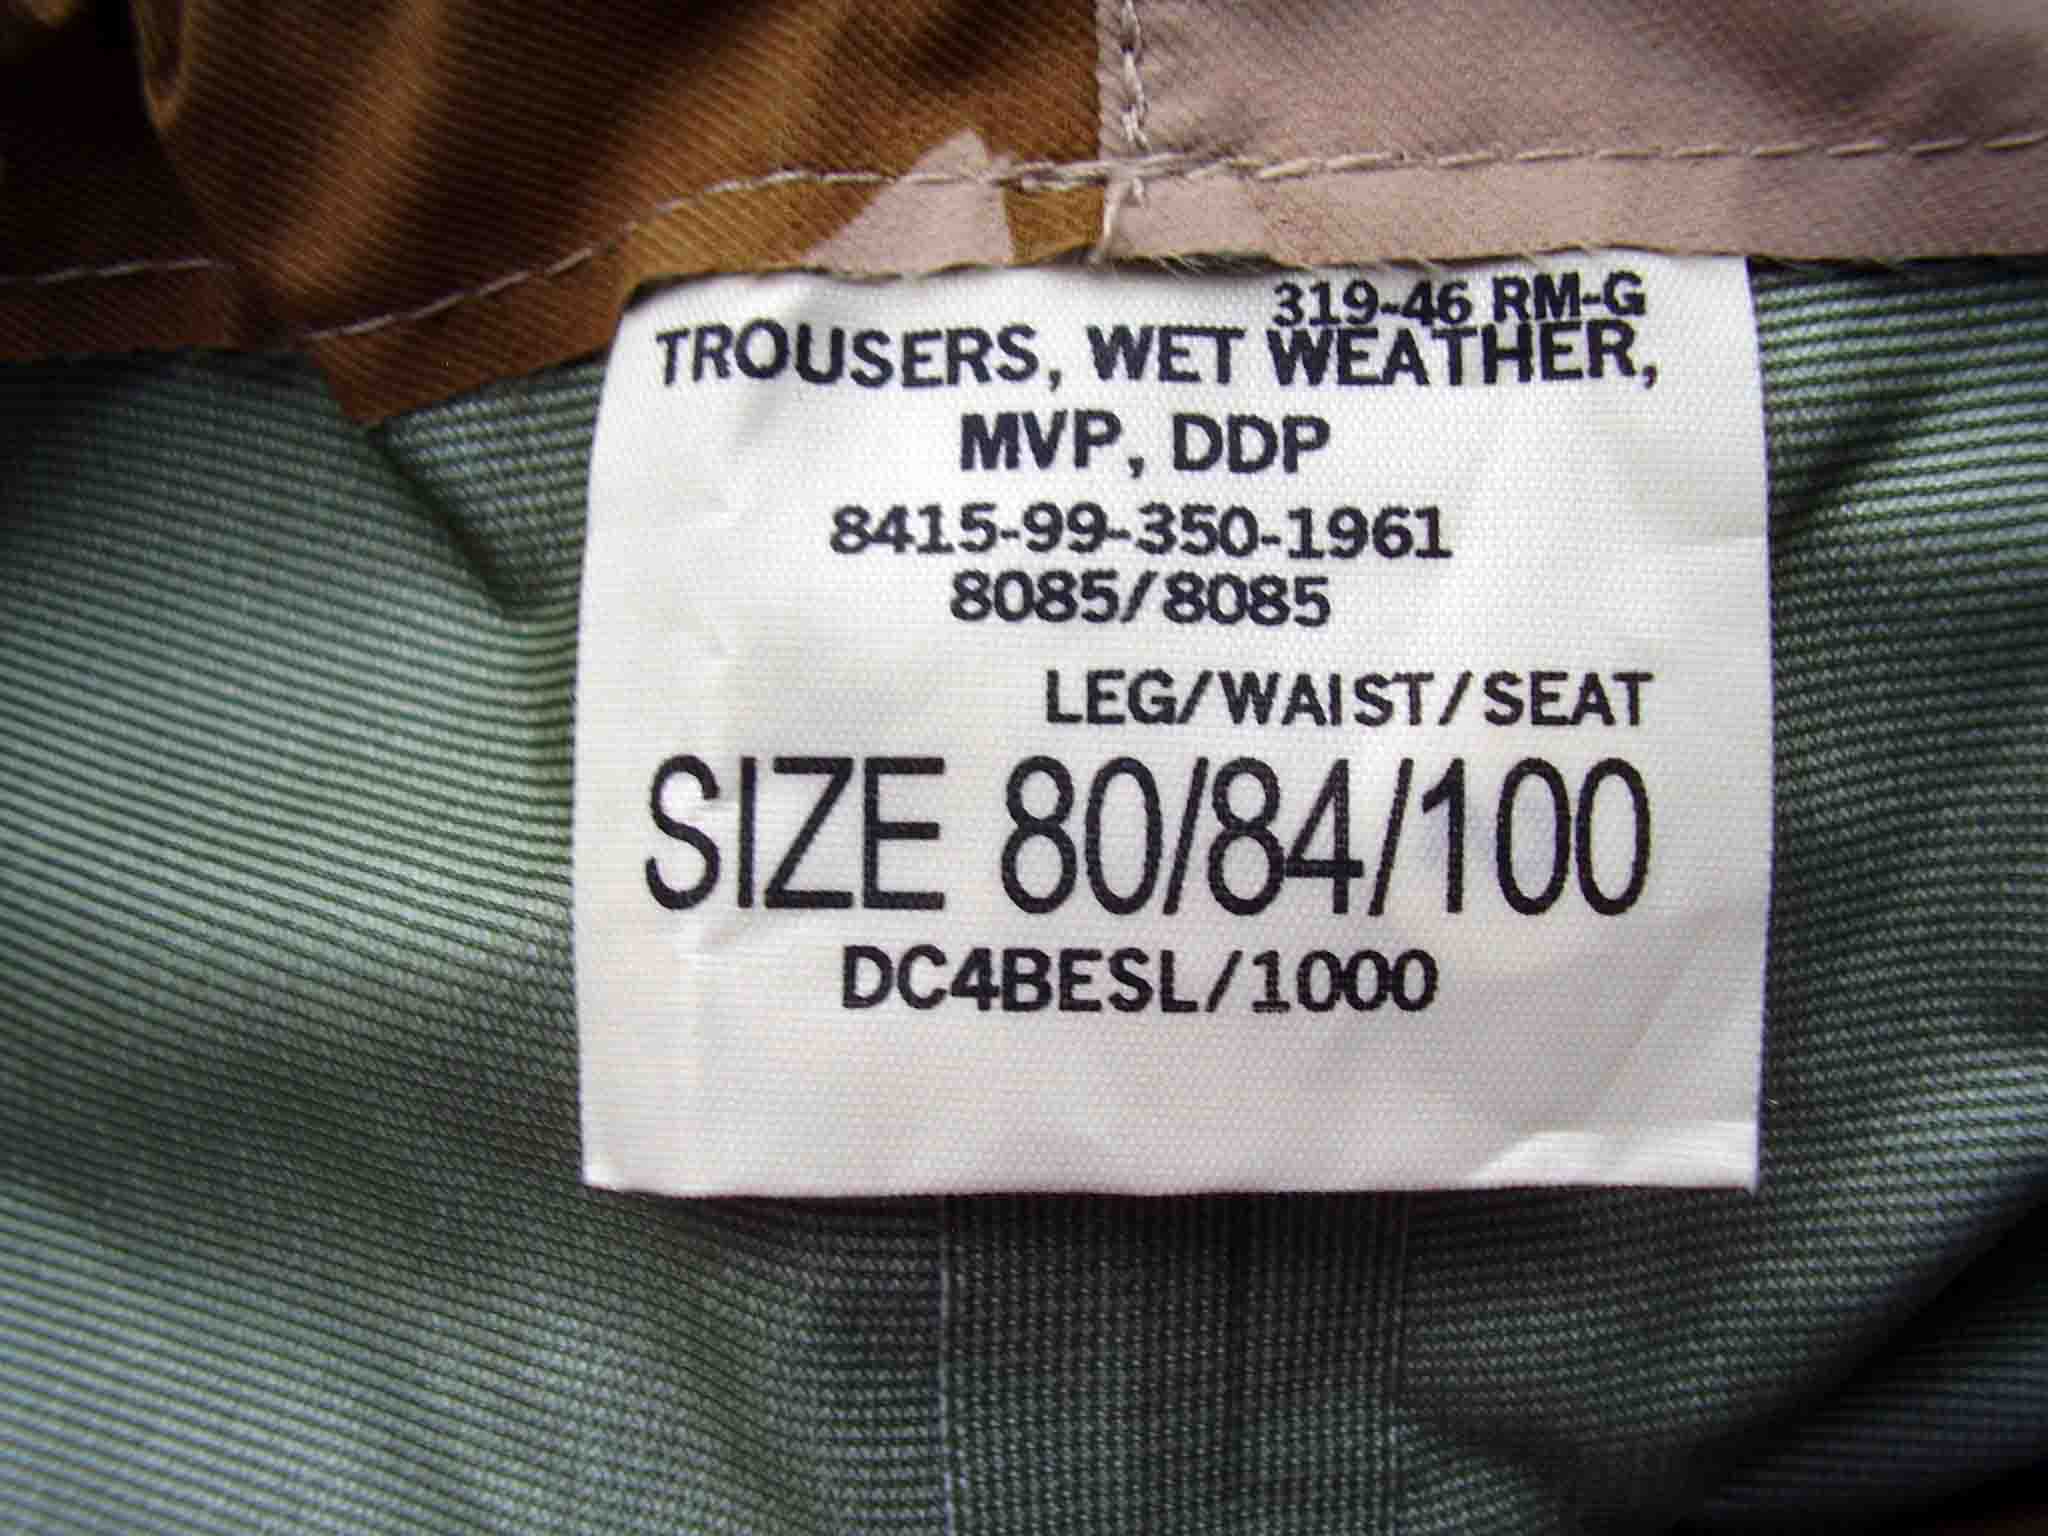 319-46 RM-G
TROUSERS, WET WEATHER,
MVP, DDP
8415-99-350-1961
8085/8085
LEG/WAIST/SEAT
SIZE 80/84/100
DC4BESL/1000